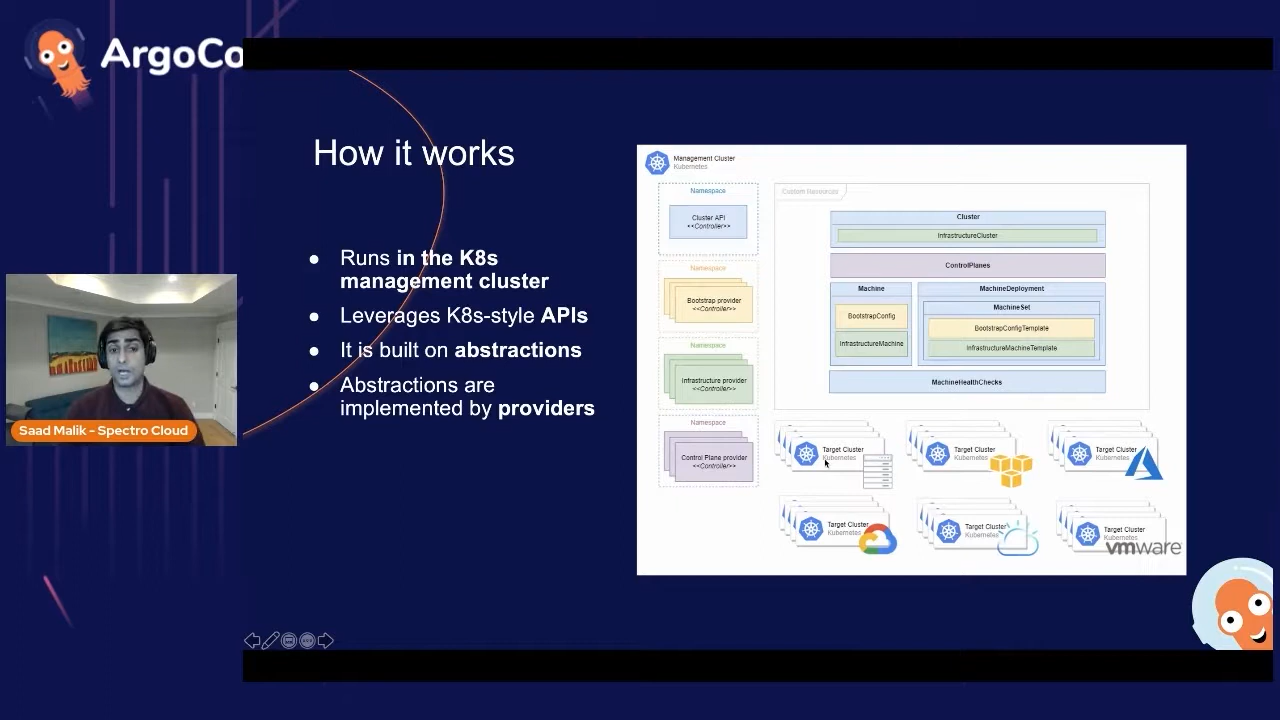 ArgoCo
How it works
Runs in the K8s
management cluster
Leverages K8s-style APIs
It is built on abstractions
Abstractions are
implemented by providers
Saad Malik - Spectro Cloud
Management Cluster
Kubernetes
Namespace
Cluster API
<<Controller>>
Namespace
Bootstrap provider
<<Controller>>
Namespace
Infrastructure provider
<<Controller>>
Namespace
Control Plane provider
<<Controller>>
Custom Resources
Cluster
InfrastructureCluster
ControlPlanes
Machine
BootstrapConfig
InfrastructureMachine
MachineDeployment
MachineSet
BootstrapConfigTemplate
InfrastructureMachineTemplate
MachineHealthChecks
Target Cluster
Kubernetes
Target Cluster
Kubernetes
Target Cluster
Kubernetes
Target Cluster
Kubernetes
Target Cluster
Kubernetes
Target Cluster
Kubernetes
vmware